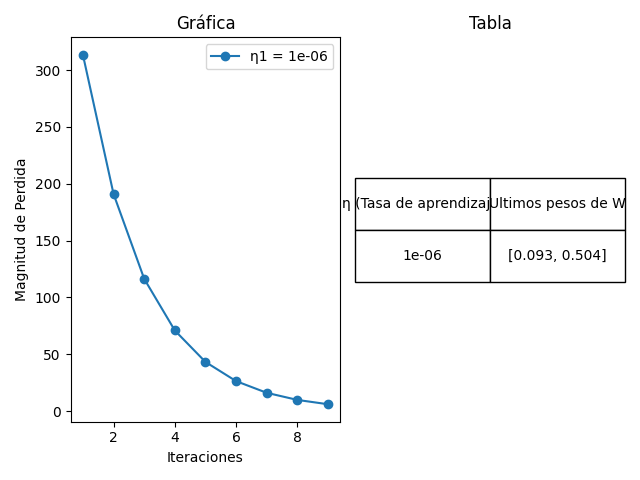 Gráfica
η1 = 1e-06
Magnitud de Perdida
300
250
200
150
100
50
0
2
4
6
8
Iteraciones
Tabla
η (Tasa de aprendizaj
Ultimos pesos de W
1e-06
[0.093, 0.504]